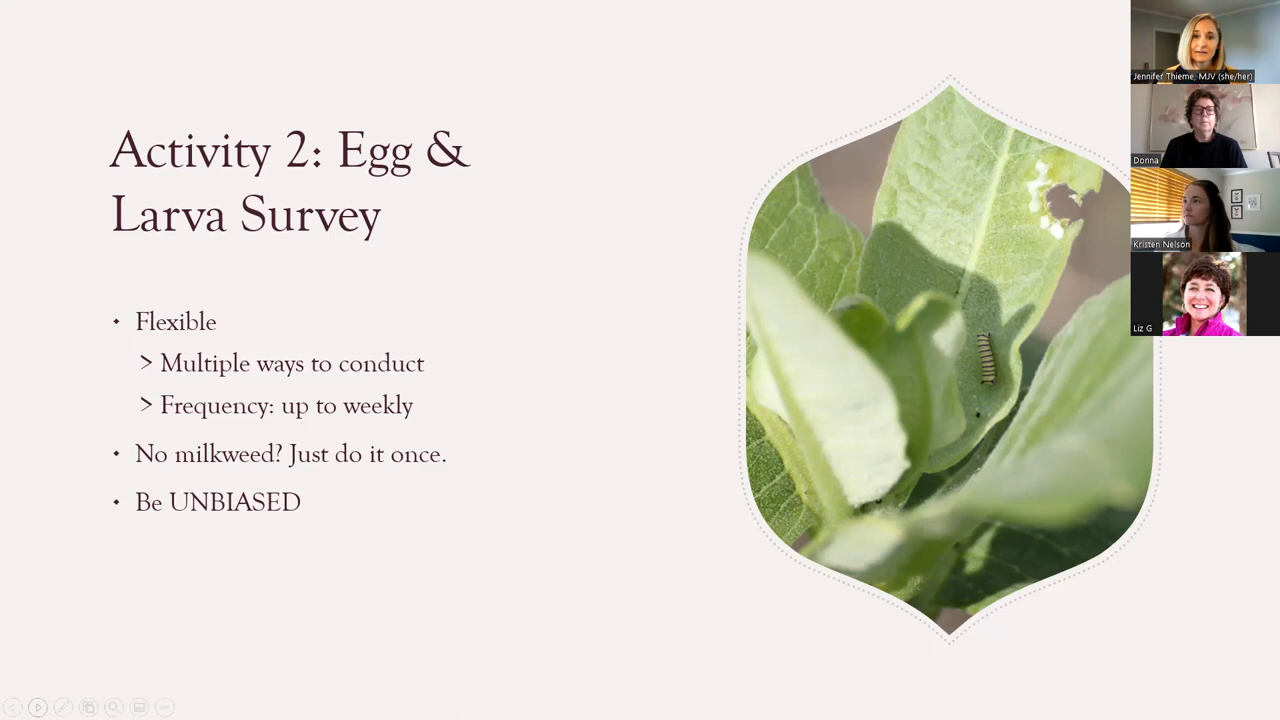 Activity 2: Egg &
Larva Survey
Flexible
> Multiple ways to conduct
> Frequency: up to weekly
No milkweed? Just do it once.
Be UNBIASED
Jennifer Thieme, MJV (she/her)
Donna
Kristen Nelson
Liz G